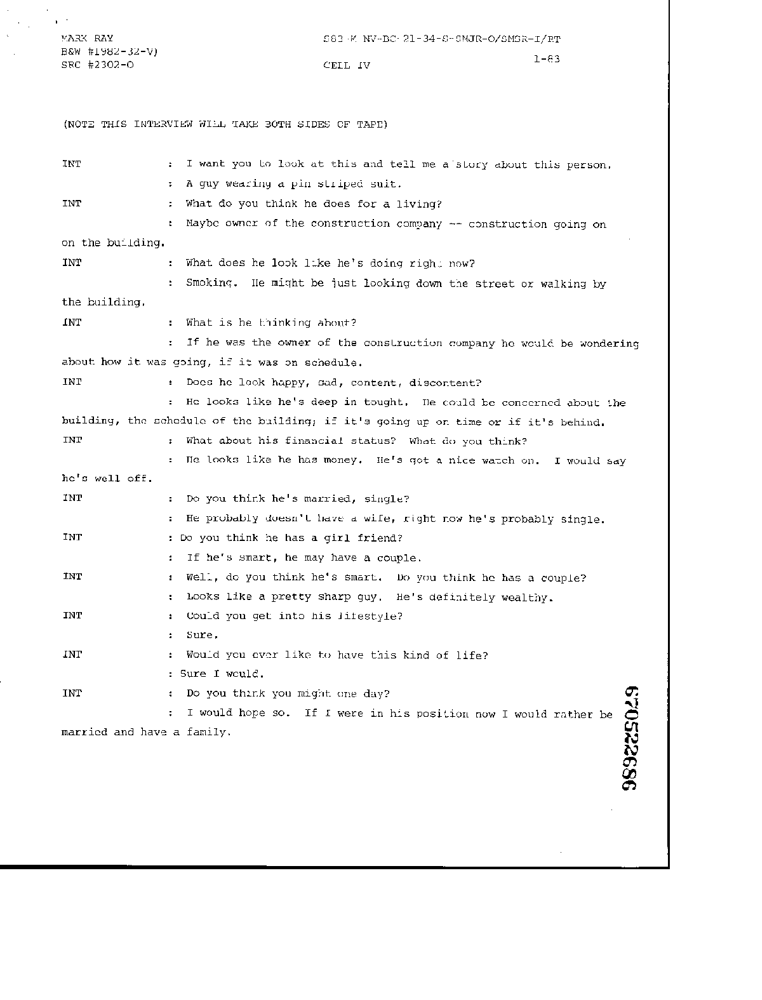 MARK RAY S83-M NV-BC-21-34-S-SMJR-O/SMSR-I/BT
B&W #1982-32-V)
SRC #2302-O CELL IV 1-83
(NOTE THIS INTERVIEW WILL TAKE BOTH SIDES OF TAPE)
INT : I want you to look at this and tell me a story about this person.
: A guy wearing a pin striped suit.
INT : What do you think he does for a living?
: Maybe owner of the construction company -- construction going on
on the building.
INT : What does he look like he's doing right now?
: Smoking. He might be just looking down the street or walking by
the building.
INT : What is he thinking about?
: If he was the owner of the construction company he would be wondering
about how it was going, if it was on schedule.
INT : Does he look happy, sad, content, discontent?
: He looks like he's deep in tought. He could be concerned about the
building, the schedule of the building; if it's going up on time or if it's behind.
INT : What about his financial status? What do you think?
: He looks like he has money. He's got a nice watch on. I would say
he's well off.
INT : Do you think he's married, single?
: He probably doesn't have a wife, right now he's probably single.
INT : Do you think he has a girl friend?
: If he's smart, he may have a couple.
INT : Well, do you think he's smart. Do you think he has a couple?
: Looks like a pretty sharp guy. He's definitely wealthy.
INT : Could you get into his lifestyle?
: Sure.
INT : Would you ever like to have this kind of life?
: Sure I would.
INT : Do you think you might one day?
: I would hope so. If I were in his position now I would rather be
married and have a family.
670522686